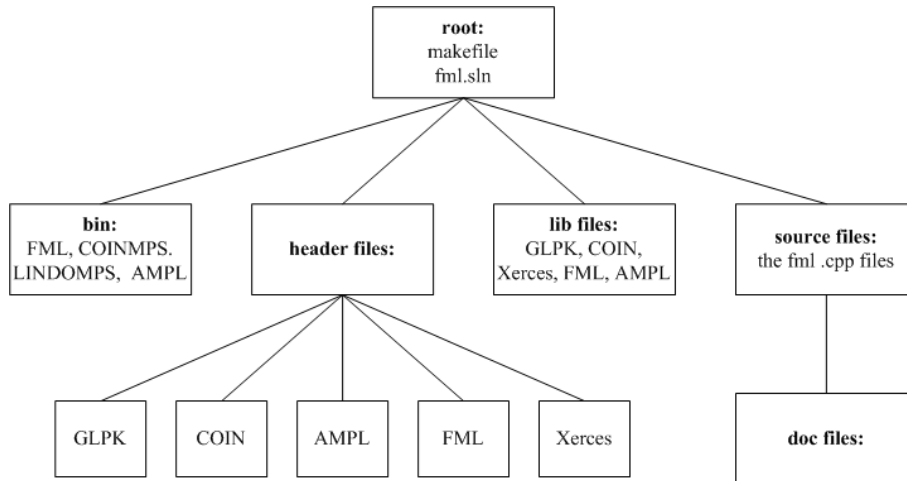 root:
makefile
fml.sln
bin:
FML, COINMPS.
LINDOMPS, AMPL
header files:
lib files:
GLPK, COIN,
Xerces, FML, AMPL
source files:
the fml .cpp files
GLPK
COIN
AMPL
FML
Xerces
doc files: